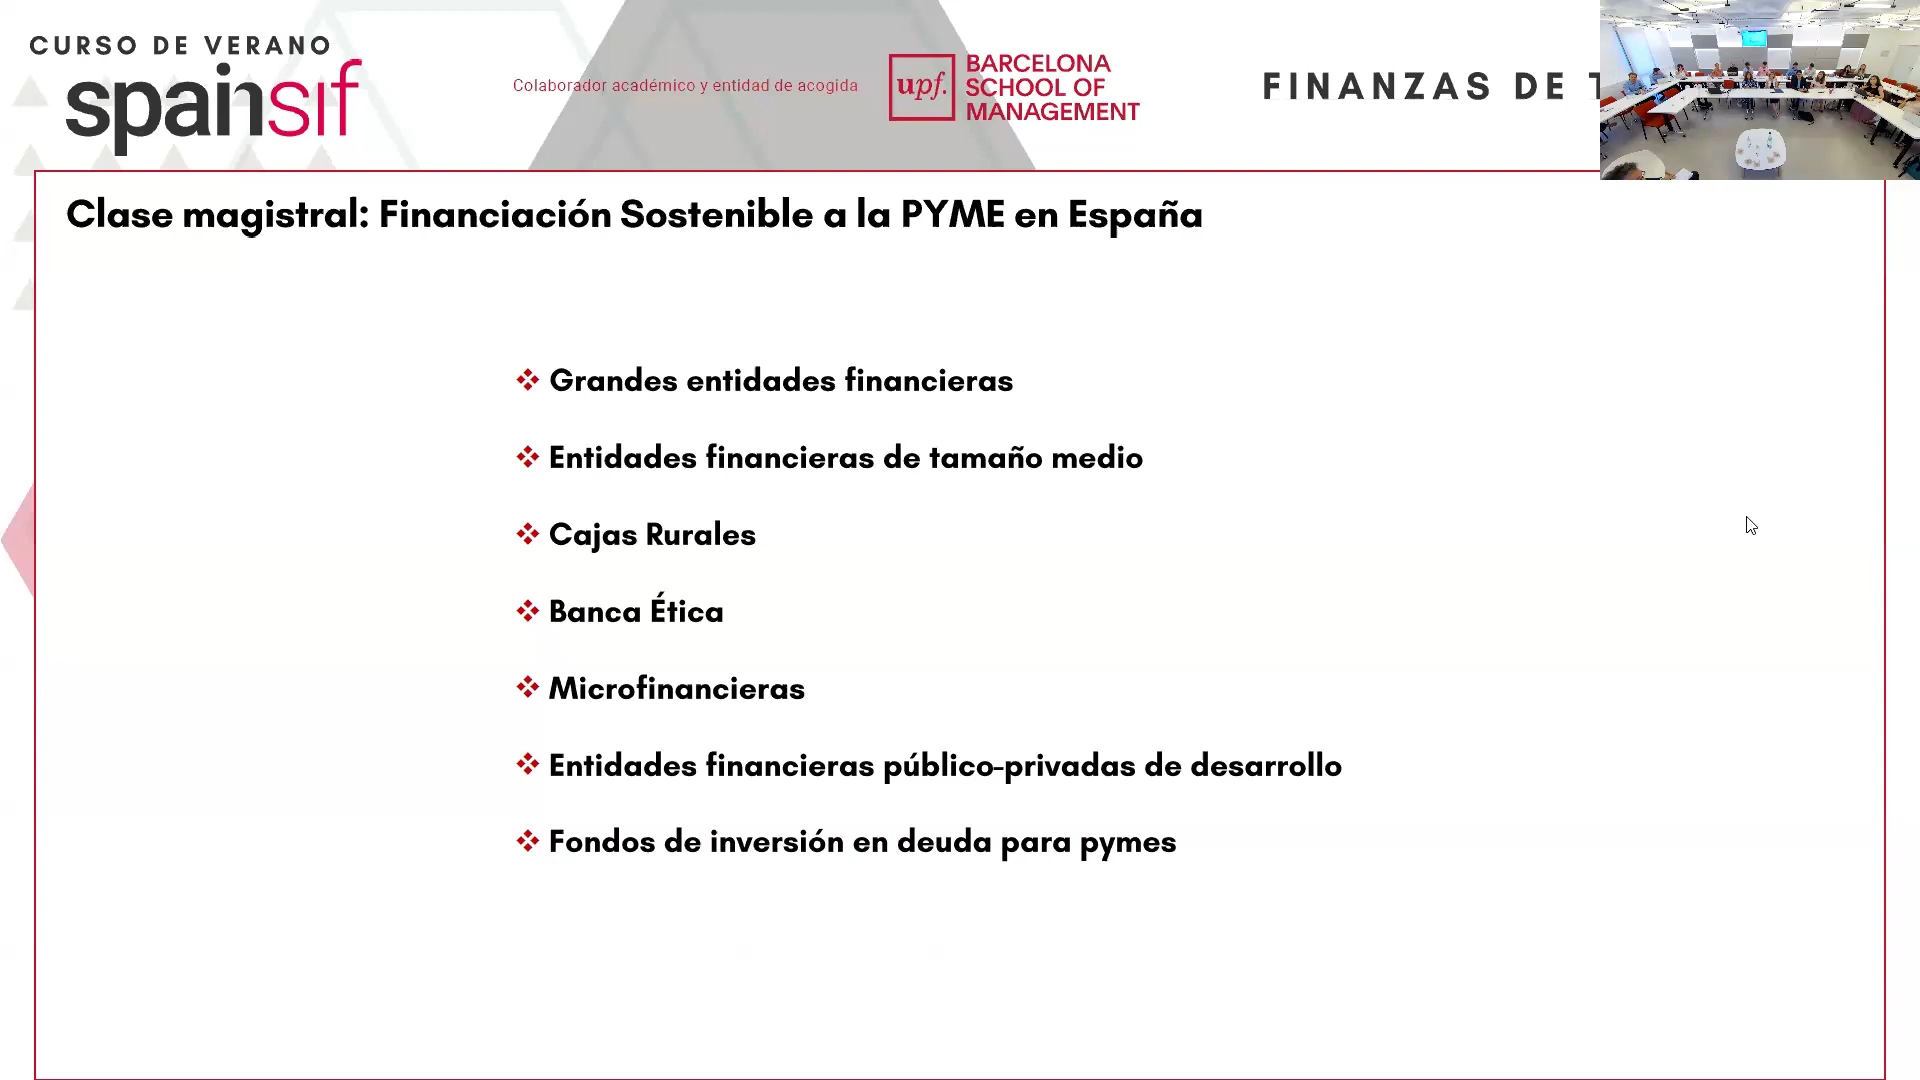 CURSO DE VERANO
spainsif
Colaborador académico y entidad de acogida
upf.
BARCELONA
SCHOOL OF
MANAGEMENT
FINANZAS DE T
Clase magistral: Financiación Sostenible a la PYME en España
Grandes entidades financieras
Entidades financieras de tamaño medio
Cajas Rurales
Banca Ética
Microfinancieras
Entidades financieras público-privadas de desarrollo
Fondos de inversión en deuda para pymes